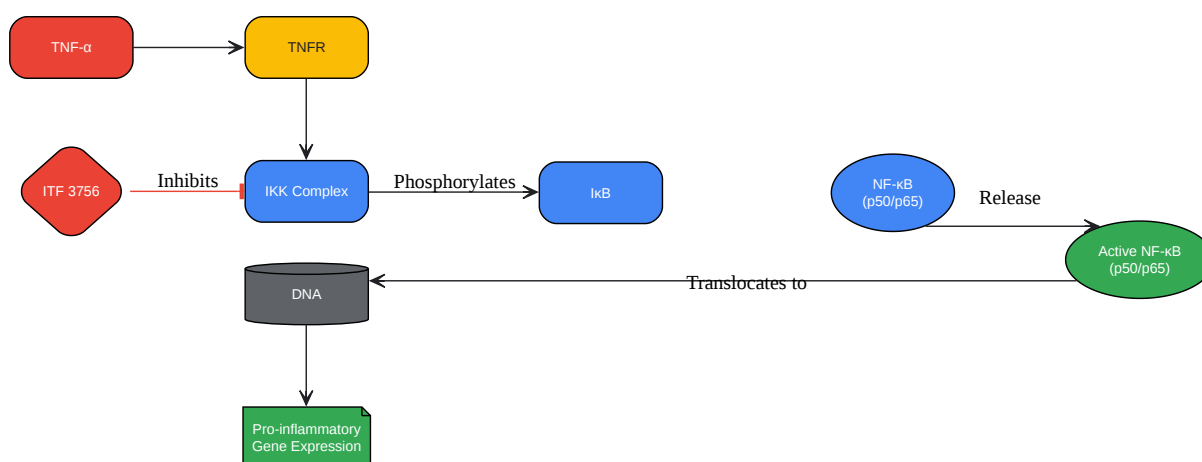 TNF-α
TNFR
ITF 3756
Inhibits
IKK Complex
Phosphorylates
IκB
NF-κB
(p50/p65)
Release
Active NF-κB
(p50/p65)
Translocates to
DNA
Pro-inflammatory
Gene Expression